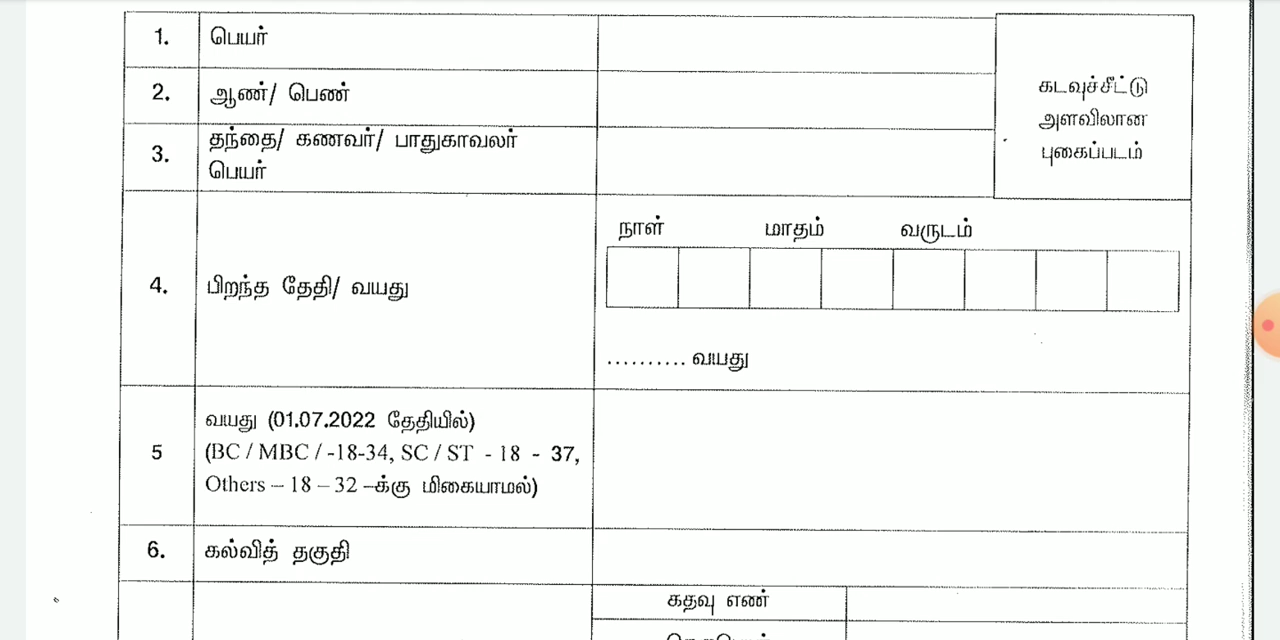 1. பெயர்
கடவுச்சீட்டு
அளவிலான
புகைப்படம்
2. ஆண்/ பெண்
3. தந்தை/ கணவர்/ பாதுகாவலர்
பெயர்
4. பிறந்த தேதி/ வயது
நாள் மாதம் வருடம்
.......... வயது
5 வயது (01.07.2022 தேதியில்)
(BC / MBC / -18-34, SC / ST - 18 - 37,
Others – 18 – 32 –க்கு மிகையாமல்)
6. கல்வித் தகுதி
கதவு எண்